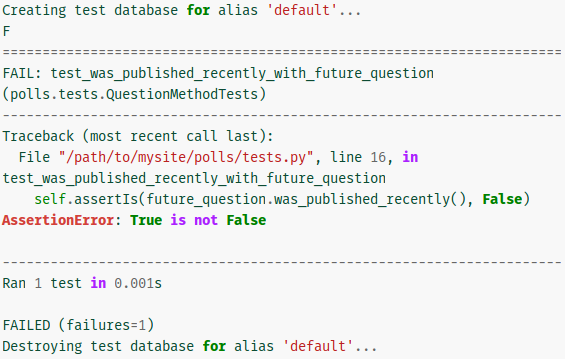 Creating test database for alias 'default'...
F
======================================================================
FAIL: test_was_published_recently_with_future_question
(polls.tests.QuestionMethodTests)
----------------------------------------------------------------------
Traceback (most recent call last):
  File "/path/to/mysite/polls/tests.py", line 16, in
test_was_published_recently_with_future_question
    self.assertIs(future_question.was_published_recently(), False)
AssertionError: True is not False

----------------------------------------------------------------------
Ran 1 test in 0.001s

FAILED (failures=1)
Destroying test database for alias 'default'...